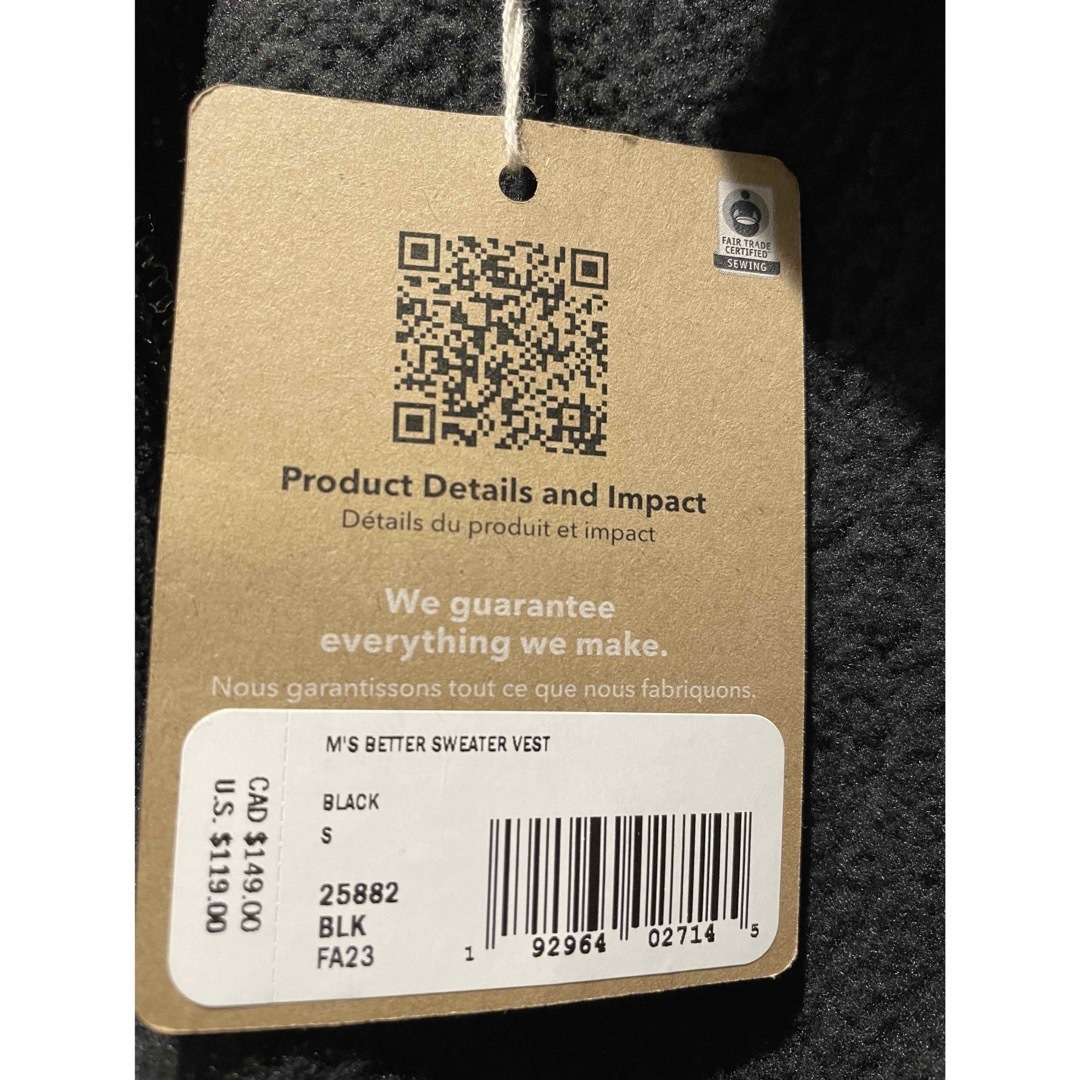 FAIR TRADE
CERTIFIED
SEWING
Product Details and Impact
Détails du produit et impact
We guarantee
everything we make.
Nous garantissons tout ce que nous fabriquons.
M'S BETTER SWEATER VEST
BLACK
S
25882
BLK
FA23
CAD $149.00
U.S. $119.00
1 92964 02714 5